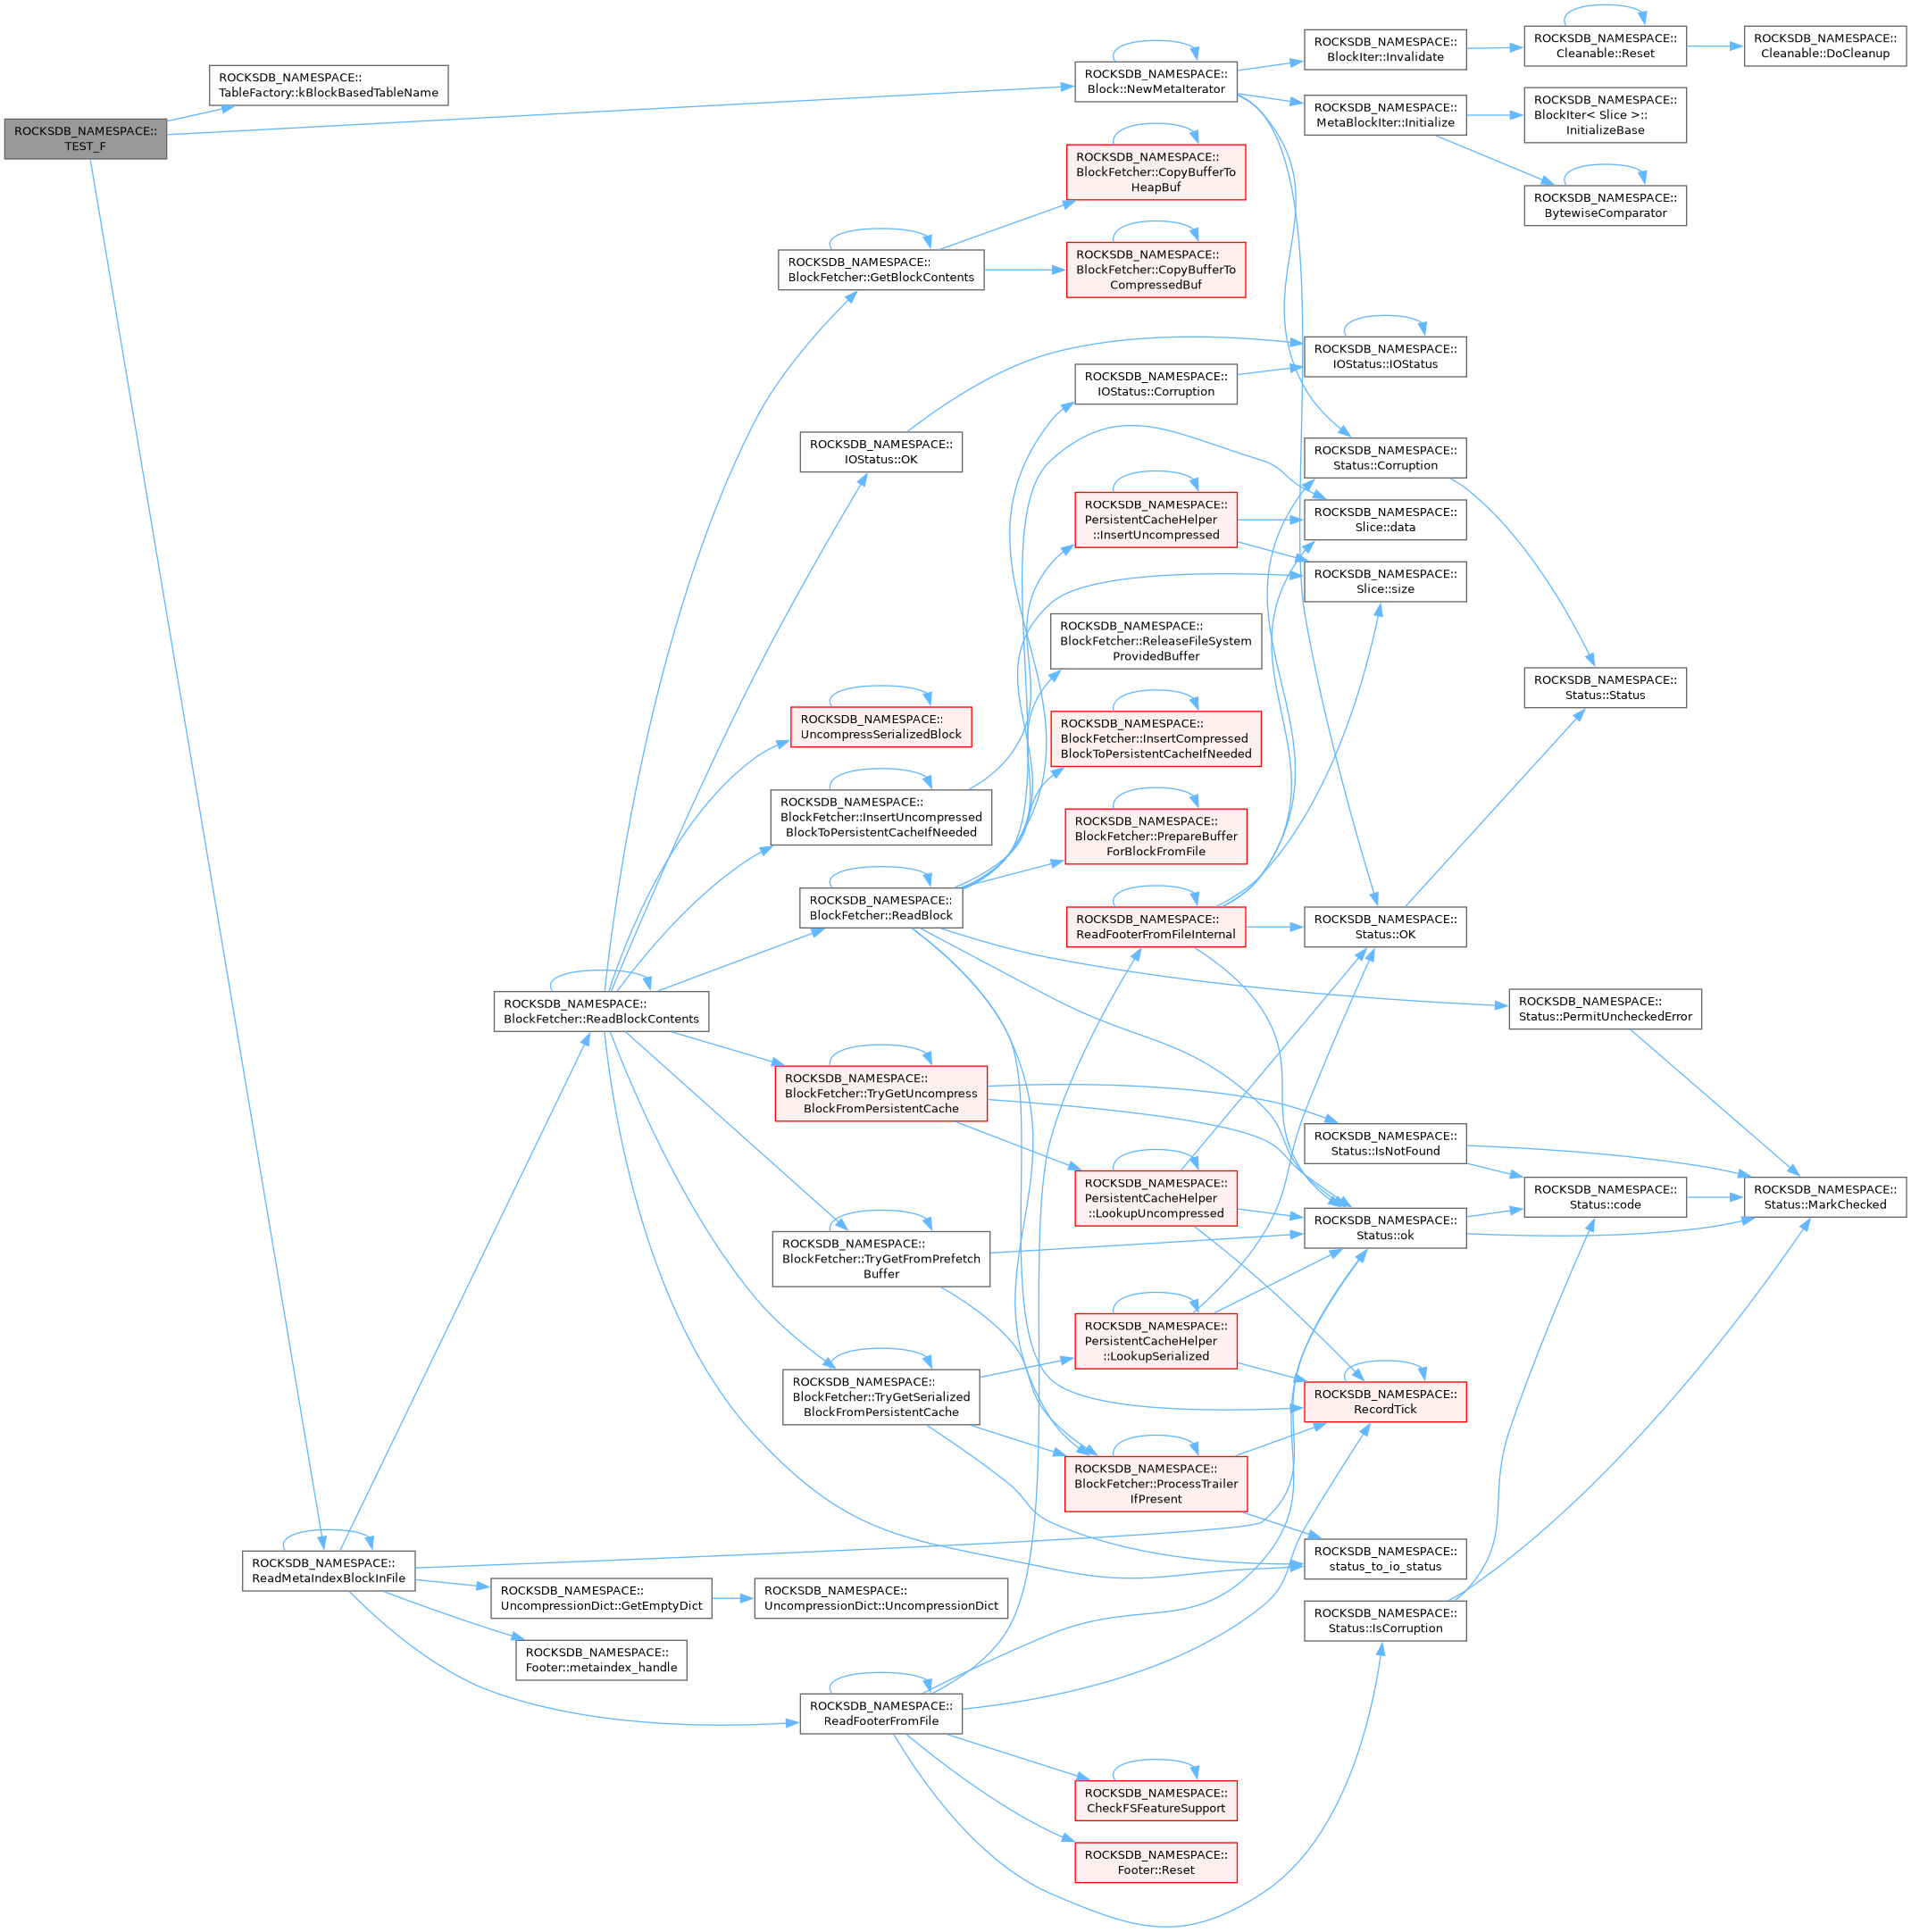 ROCKSDB_NAMESPACE::
TEST_F
ROCKSDB_NAMESPACE::
TableFactory::kBlockBasedTableName
ROCKSDB_NAMESPACE::
ReadMetaIndexBlockInFile
ROCKSDB_NAMESPACE::
BlockFetcher::ReadBlockContents
ROCKSDB_NAMESPACE::
UncompressionDict::GetEmptyDict
ROCKSDB_NAMESPACE::
Footer::metaindex_handle
ROCKSDB_NAMESPACE::
BlockFetcher::GetBlockContents
ROCKSDB_NAMESPACE::
IOStatus::OK
ROCKSDB_NAMESPACE::
UncompressSerializedBlock
ROCKSDB_NAMESPACE::
BlockFetcher::InsertUncompressed
BlockToPersistentCacheIfNeeded
ROCKSDB_NAMESPACE::
BlockFetcher::ReadBlock
ROCKSDB_NAMESPACE::
BlockFetcher::TryGetUncompress
BlockFromPersistentCache
ROCKSDB_NAMESPACE::
BlockFetcher::TryGetFromPrefetch
Buffer
ROCKSDB_NAMESPACE::
BlockFetcher::TryGetSerialized
BlockFromPersistentCache
ROCKSDB_NAMESPACE::
UncompressionDict::UncompressionDict
ROCKSDB_NAMESPACE::
ReadFooterFromFile
ROCKSDB_NAMESPACE::
Block::NewMetaIterator
ROCKSDB_NAMESPACE::
BlockFetcher::CopyBufferTo
HeapBuf
ROCKSDB_NAMESPACE::
BlockFetcher::CopyBufferTo
CompressedBuf
ROCKSDB_NAMESPACE::
IOStatus::Corruption
ROCKSDB_NAMESPACE::
PersistentCacheHelper
::InsertUncompressed
ROCKSDB_NAMESPACE::
BlockFetcher::ReleaseFileSystem
ProvidedBuffer
ROCKSDB_NAMESPACE::
BlockFetcher::InsertCompressed
BlockToPersistentCacheIfNeeded
ROCKSDB_NAMESPACE::
BlockFetcher::PrepareBuffer
ForBlockFromFile
ROCKSDB_NAMESPACE::
ReadFooterFromFileInternal
ROCKSDB_NAMESPACE::
PersistentCacheHelper
::LookupUncompressed
ROCKSDB_NAMESPACE::
PersistentCacheHelper
::LookupSerialized
ROCKSDB_NAMESPACE::
BlockFetcher::ProcessTrailer
IfPresent
ROCKSDB_NAMESPACE::
CheckFSFeatureSupport
ROCKSDB_NAMESPACE::
Footer::Reset
ROCKSDB_NAMESPACE::
BlockIter::Invalidate
ROCKSDB_NAMESPACE::
MetaBlockIter::Initialize
ROCKSDB_NAMESPACE::
IOStatus::IOStatus
ROCKSDB_NAMESPACE::
Status::Corruption
ROCKSDB_NAMESPACE::
Slice::data
ROCKSDB_NAMESPACE::
Slice::size
ROCKSDB_NAMESPACE::
Status::OK
ROCKSDB_NAMESPACE::
Status::IsNotFound
ROCKSDB_NAMESPACE::
Status::ok
ROCKSDB_NAMESPACE::
RecordTick
ROCKSDB_NAMESPACE::
status_to_io_status
ROCKSDB_NAMESPACE::
Status::IsCorruption
ROCKSDB_NAMESPACE::
Cleanable::Reset
ROCKSDB_NAMESPACE::
BlockIter< Slice >::
InitializeBase
ROCKSDB_NAMESPACE::
BytewiseComparator
ROCKSDB_NAMESPACE::
Status::Status
ROCKSDB_NAMESPACE::
Status::PermitUncheckedError
ROCKSDB_NAMESPACE::
Status::code
ROCKSDB_NAMESPACE::
Cleanable::DoCleanup
ROCKSDB_NAMESPACE::
Status::MarkChecked